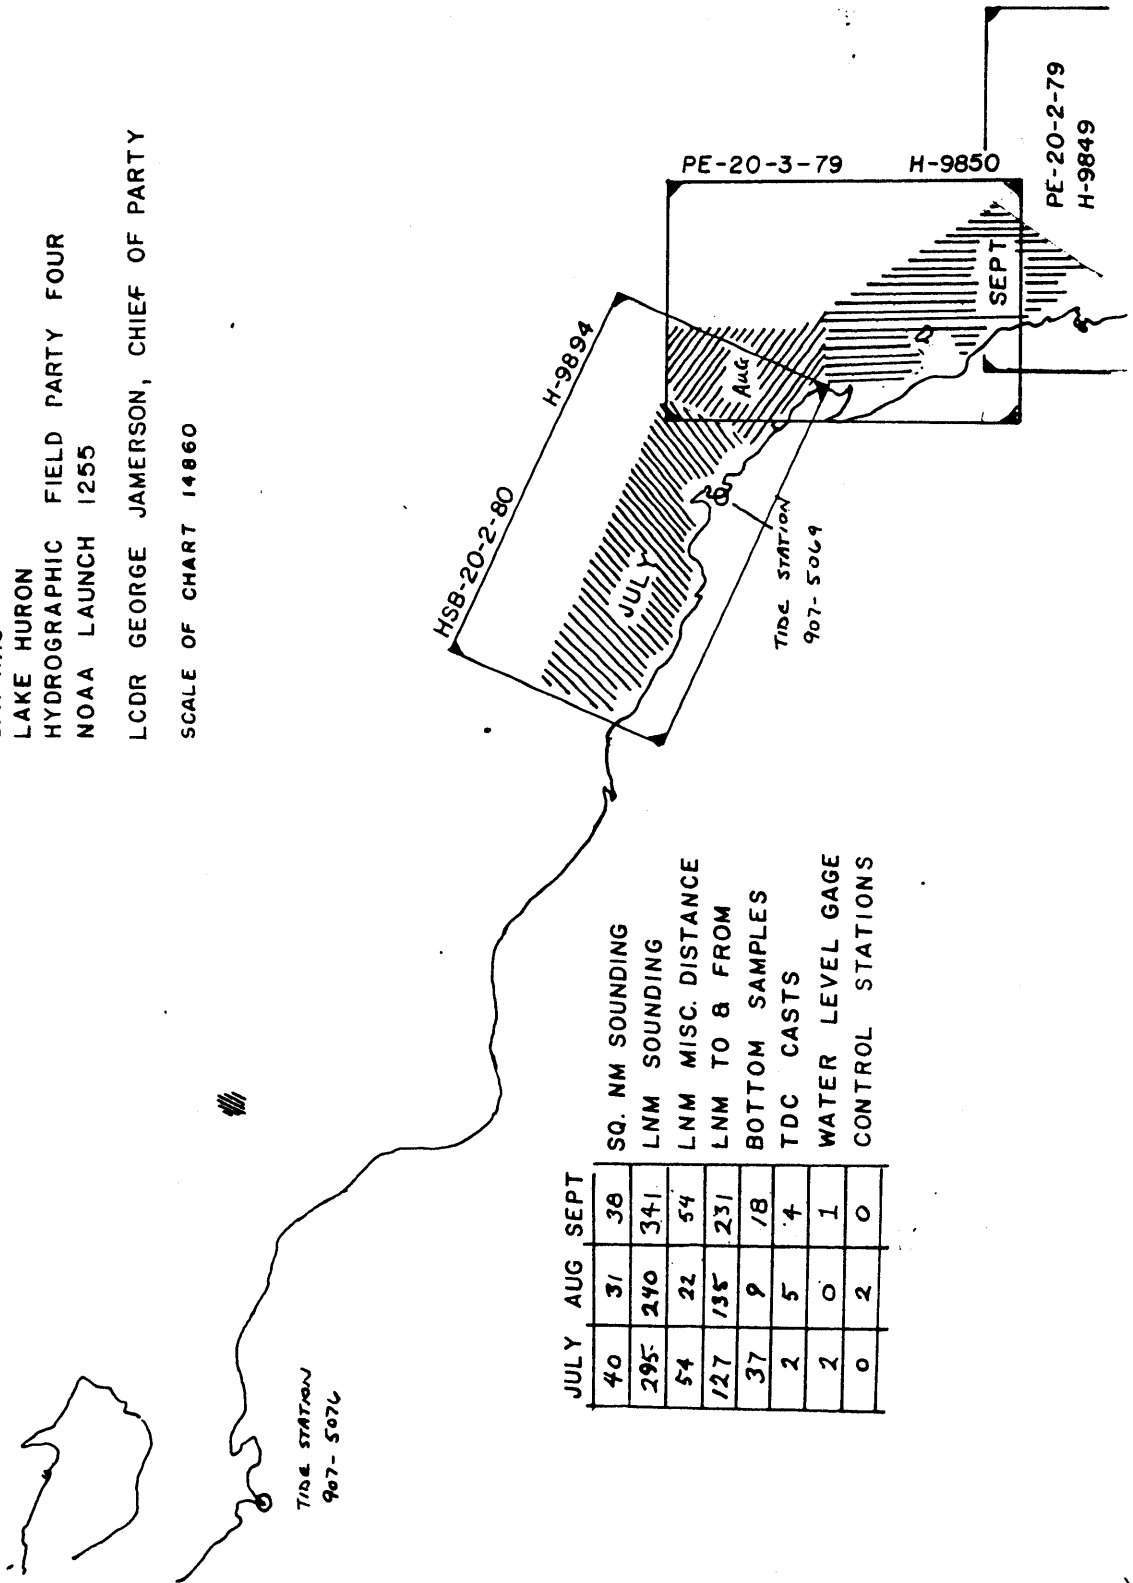 LAKE HURON
HYDROGRAPHIC FIELD PARTY FOUR
NOAA LAUNCH 1255
LCDR GEORGE JAMERSON, CHIEF OF PARTY
SCALE OF CHART 14860
HSB-20-2-80 H-9894
PE-20-3-79 H-9850
PE-20-2-79
H-9849
JULY
AUG
SEPT
TIDE STATION
907-5069
TIDE STATION
907-5076
JULY AUG SEPT
40 31 38 SQ. NM SOUNDING
295 240 341 LNM SOUNDING
54 22 54 LNM MISC. DISTANCE
127 135 231 LNM TO & FROM
37 9 18 BOTTOM SAMPLES
2 5 4 TDC CASTS
2 0 1 WATER LEVEL GAGE
0 2 0 CONTROL STATIONS